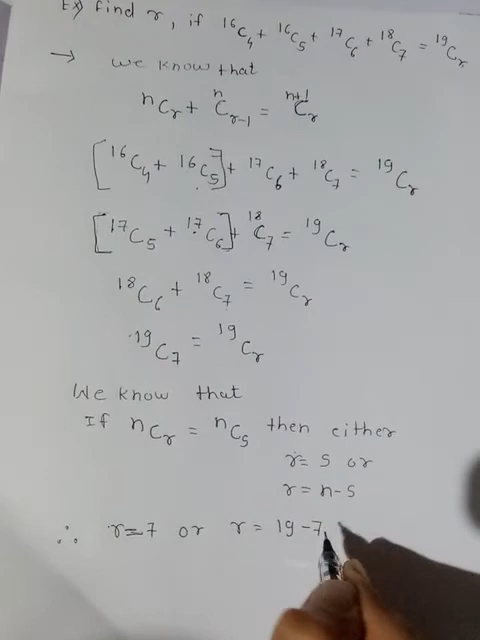 Ex) find r, if ¹⁶C₄ + ¹⁶C₅ + ¹⁷C₆ + ¹⁸C₇ = ¹⁹Cᵣ
→ we know that
ⁿCᵣ + ⁿCᵣ₋₁ = ⁿ⁺¹Cᵣ
[¹⁶C₄ + ¹⁶C₅] + ¹⁷C₆ + ¹⁸C₇ = ¹⁹Cᵣ
[¹⁷C₅ + ¹⁷C₆] + ¹⁸C₇ = ¹⁹Cᵣ
¹⁸C₆ + ¹⁸C₇ = ¹⁹Cᵣ
¹⁹C₇ = ¹⁹Cᵣ
We know that
If ⁿCᵣ = ⁿCₛ then either
r = s or
r = n - s
∴ r = 7 or r = 19 - 7